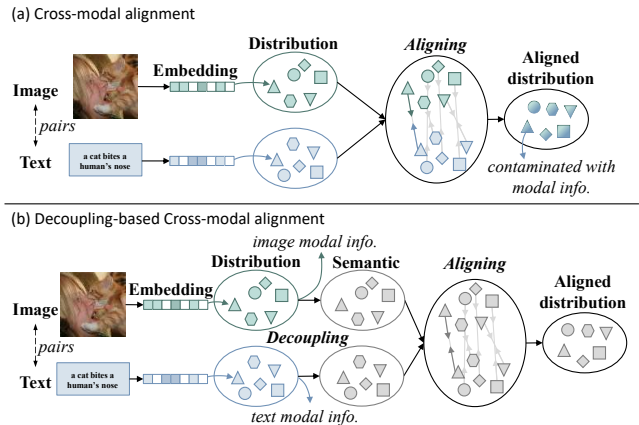 (a) Cross-modal alignment
Distribution
Aligning
Aligned
distribution
Embedding
Image
pairs
Text
a cat bites a
human's nose
contaminated with
modal info.
(b) Decoupling-based Cross-modal alignment
image modal info.
Distribution
Semantic
Aligning
Aligned
distribution
Embedding
Image
Decoupling
pairs
Text
a cat bites a
human's nose
text modal info.